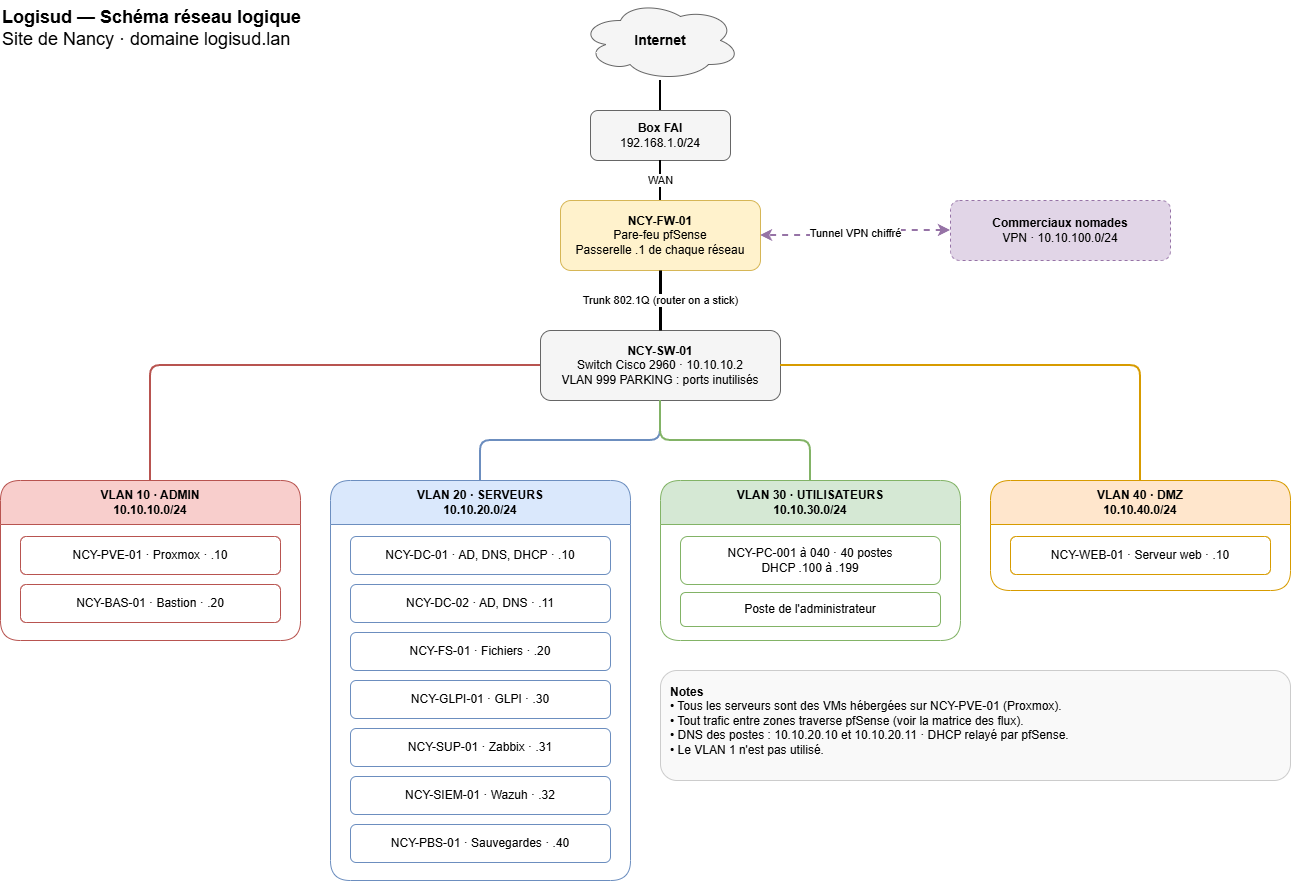 Logisud — Schéma réseau logique
Site de Nancy · domaine logisud.lan
Internet
Box FAI
192.168.1.0/24
WAN
NCY-FW-01
Pare-feu pfSense
Passerelle .1 de chaque réseau
Tunnel VPN chiffré
Commerciaux nomades
VPN · 10.10.100.0/24
Trunk 802.1Q (router on a stick)
NCY-SW-01
Switch Cisco 2960 · 10.10.10.2
VLAN 999 PARKING : ports inutilisés
VLAN 10 · ADMIN
10.10.10.0/24
NCY-PVE-01 · Proxmox · .10
NCY-BAS-01 · Bastion · .20
VLAN 20 · SERVEURS
10.10.20.0/24
NCY-DC-01 · AD, DNS, DHCP · .10
NCY-DC-02 · AD, DNS · .11
NCY-FS-01 · Fichiers · .20
NCY-GLPI-01 · GLPI · .30
NCY-SUP-01 · Zabbix · .31
NCY-SIEM-01 · Wazuh · .32
NCY-PBS-01 · Sauvegardes · .40
VLAN 30 · UTILISATEURS
10.10.30.0/24
NCY-PC-001 à 040 · 40 postes
DHCP .100 à .199
Poste de l'administrateur
VLAN 40 · DMZ
10.10.40.0/24
NCY-WEB-01 · Serveur web · .10
Notes
• Tous les serveurs sont des VMs hébergées sur NCY-PVE-01 (Proxmox).
• Tout trafic entre zones traverse pfSense (voir la matrice des flux).
• DNS des postes : 10.10.20.10 et 10.10.20.11 · DHCP relayé par pfSense.
• Le VLAN 1 n'est pas utilisé.